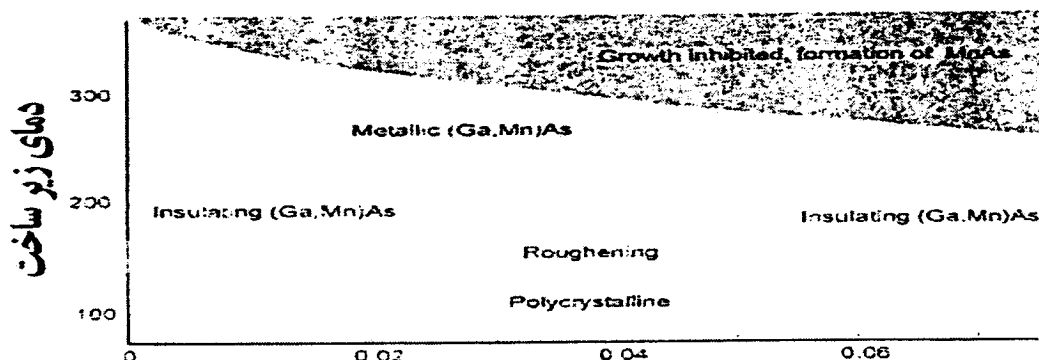 Growth inhibited, formation of MnAs
300
Metallic (Ga,Mn)As
دمای زیر ساخت
200
Insulating (Ga,Mn)As
Insulating (Ga,Mn)As
Roughening
Polycrystalline
100
0 0.02 0.04 0.06